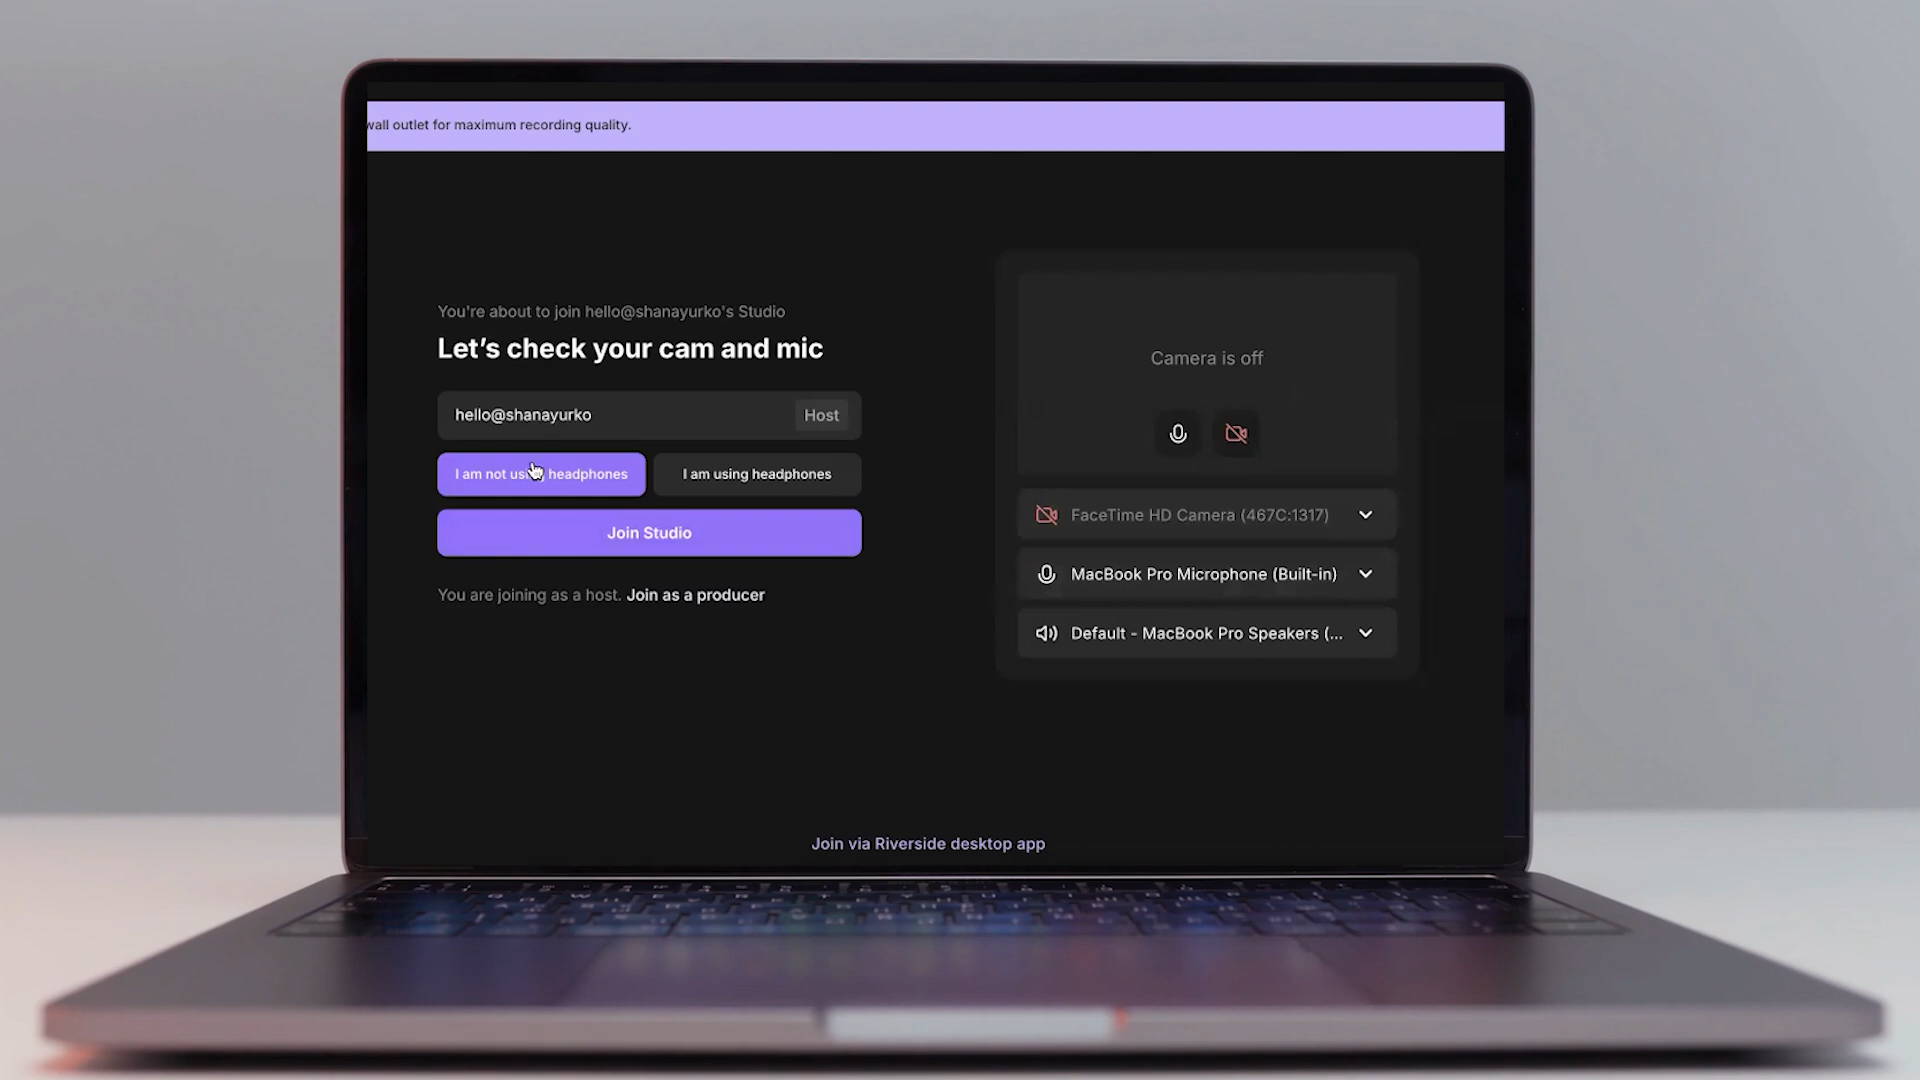 wall outlet for maximum recording quality.
You're about to join hello@shanayurko's Studio
Let's check your cam and mic
hello@shanayurko Host
I am not using headphones I am using headphones
Join Studio
You are joining as a host. Join as a producer
Camera is off
FaceTime HD Camera (467C:1317)
MacBook Pro Microphone (Built-in)
Default - MacBook Pro Speakers (...
Join via Riverside desktop app